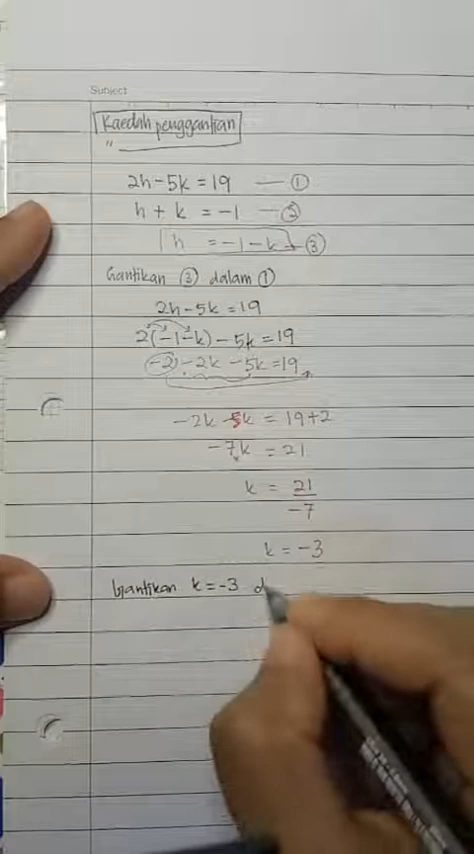 Subject
Kaedah penggantian
2h - 5k = 19 — ①
h + k = -1 — ②
h = -1 - k — ③
Gantikan ③ dalam ①
2h - 5k = 19
2(-1-k) - 5k = 19
-2 - 2k - 5k = 19
-2k - 5k = 19+2
-7k = 21
k = 21/-7
k = -3
Gantikan k = -3 d